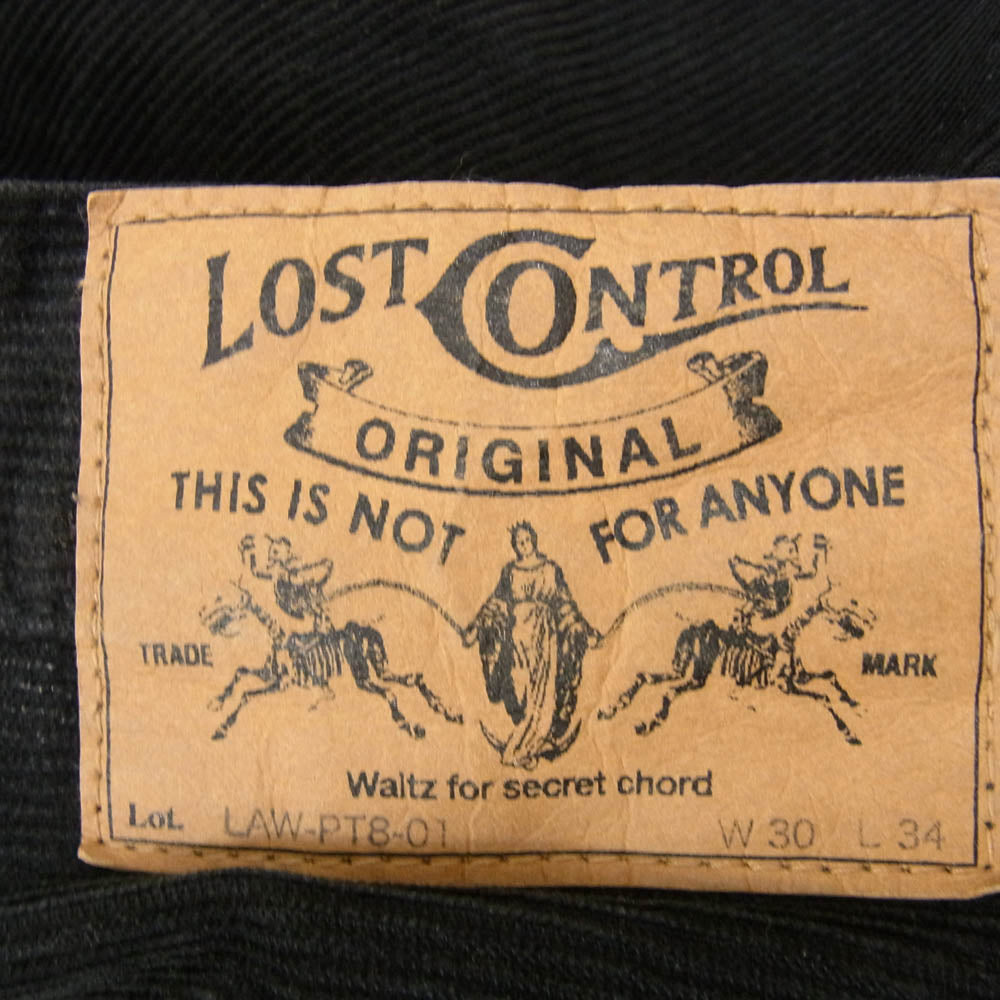 LOST CONTROL
ORIGINAL
THIS IS NOT FOR ANYONE
TRADE MARK
Waltz for secret chord
Lot. LAW-PT8-01 W 30 L 34